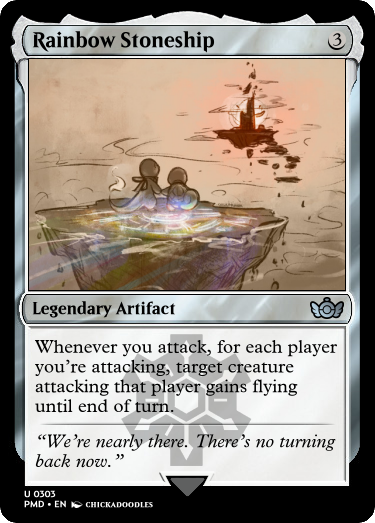 Rainbow Stoneship 3
Legendary Artifact
Whenever you attack, for each player
you're attacking, target creature
attacking that player gains flying
until end of turn.
“We're nearly there. There's no turning
back now.”
U 0303
PMD • EN CHICKADOODLES